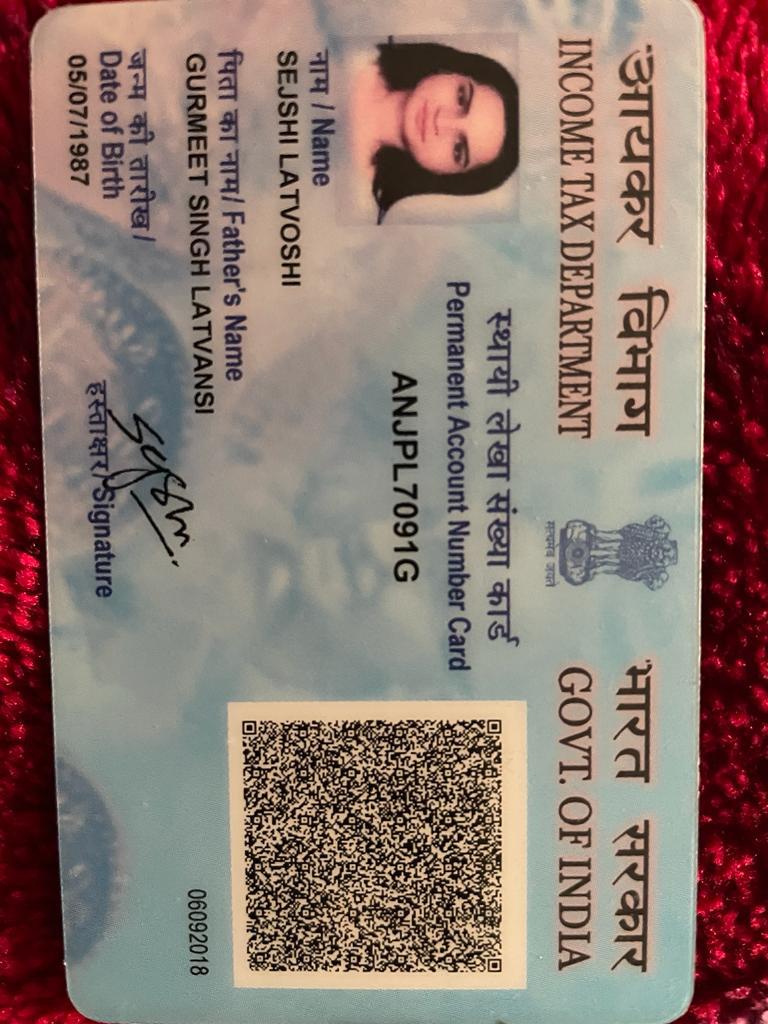 आयकर विभाग
INCOME TAX DEPARTMENT
सत्यमेव जयते
भारत सरकार
GOVT. OF INDIA
स्थायी लेखा संख्या कार्ड
Permanent Account Number Card
ANJPL7091G
नाम / Name
SEJSHI LATVOSHI
पिता का नाम/ Father's Name
GURMEET SINGH LATVANSI
जन्म की तारीख /
Date of Birth
05/07/1987
हस्ताक्षर/Signature
06092018